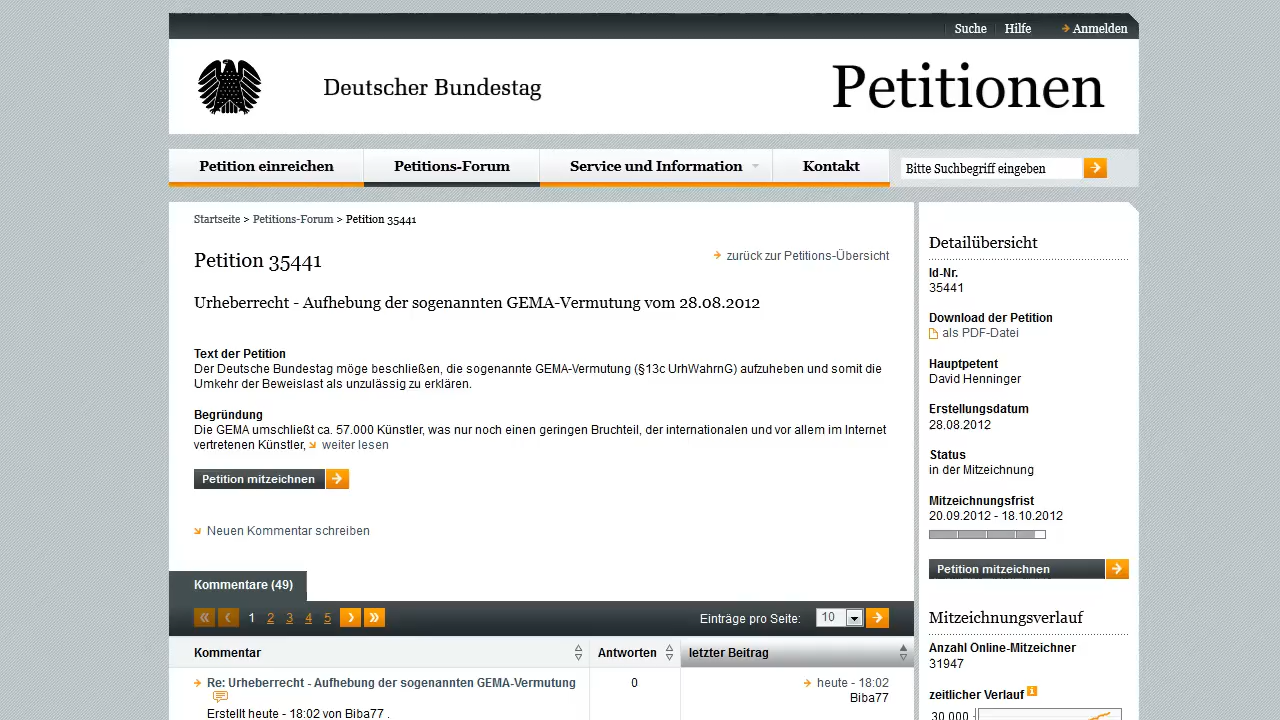 Suche Hilfe Anmelden
Deutscher Bundestag
Petitionen
Petition einreichen Petitions-Forum Service und Information Kontakt Bitte Suchbegriff eingeben
Startseite > Petitions-Forum > Petition 35441
Petition 35441
zurück zur Petitions-Übersicht
Urheberrecht - Aufhebung der sogenannten GEMA-Vermutung vom 28.08.2012
Text der Petition
Der Deutsche Bundestag möge beschließen, die sogenannte GEMA-Vermutung (§13c UrhWahrnG) aufzuheben und somit die
Umkehr der Beweislast als unzulässig zu erklären.
Begründung
Die GEMA umschließt ca. 57.000 Künstler, was nur noch einen geringen Bruchteil, der internationalen und vor allem im Internet
vertretenen Künstler, weiter lesen
Petition mitzeichnen
Neuen Kommentar schreiben
Kommentare (49)
« ‹ 1 2 3 4 5 › »
Einträge pro Seite: 10
Kommentar Antworten letzter Beitrag
Re: Urheberrecht - Aufhebung der sogenannten GEMA-Vermutung 0 heute - 18:02
Biba77
Erstellt heute - 18:02 von Biba77 .
Detailübersicht
Id-Nr.
35441
Download der Petition
als PDF-Datei
Hauptpetent
David Henninger
Erstellungsdatum
28.08.2012
Status
in der Mitzeichnung
Mitzeichnungsfrist
20.09.2012 - 18.10.2012
Petition mitzeichnen
Mitzeichnungsverlauf
Anzahl Online-Mitzeichner
31947
zeitlicher Verlauf
30.000